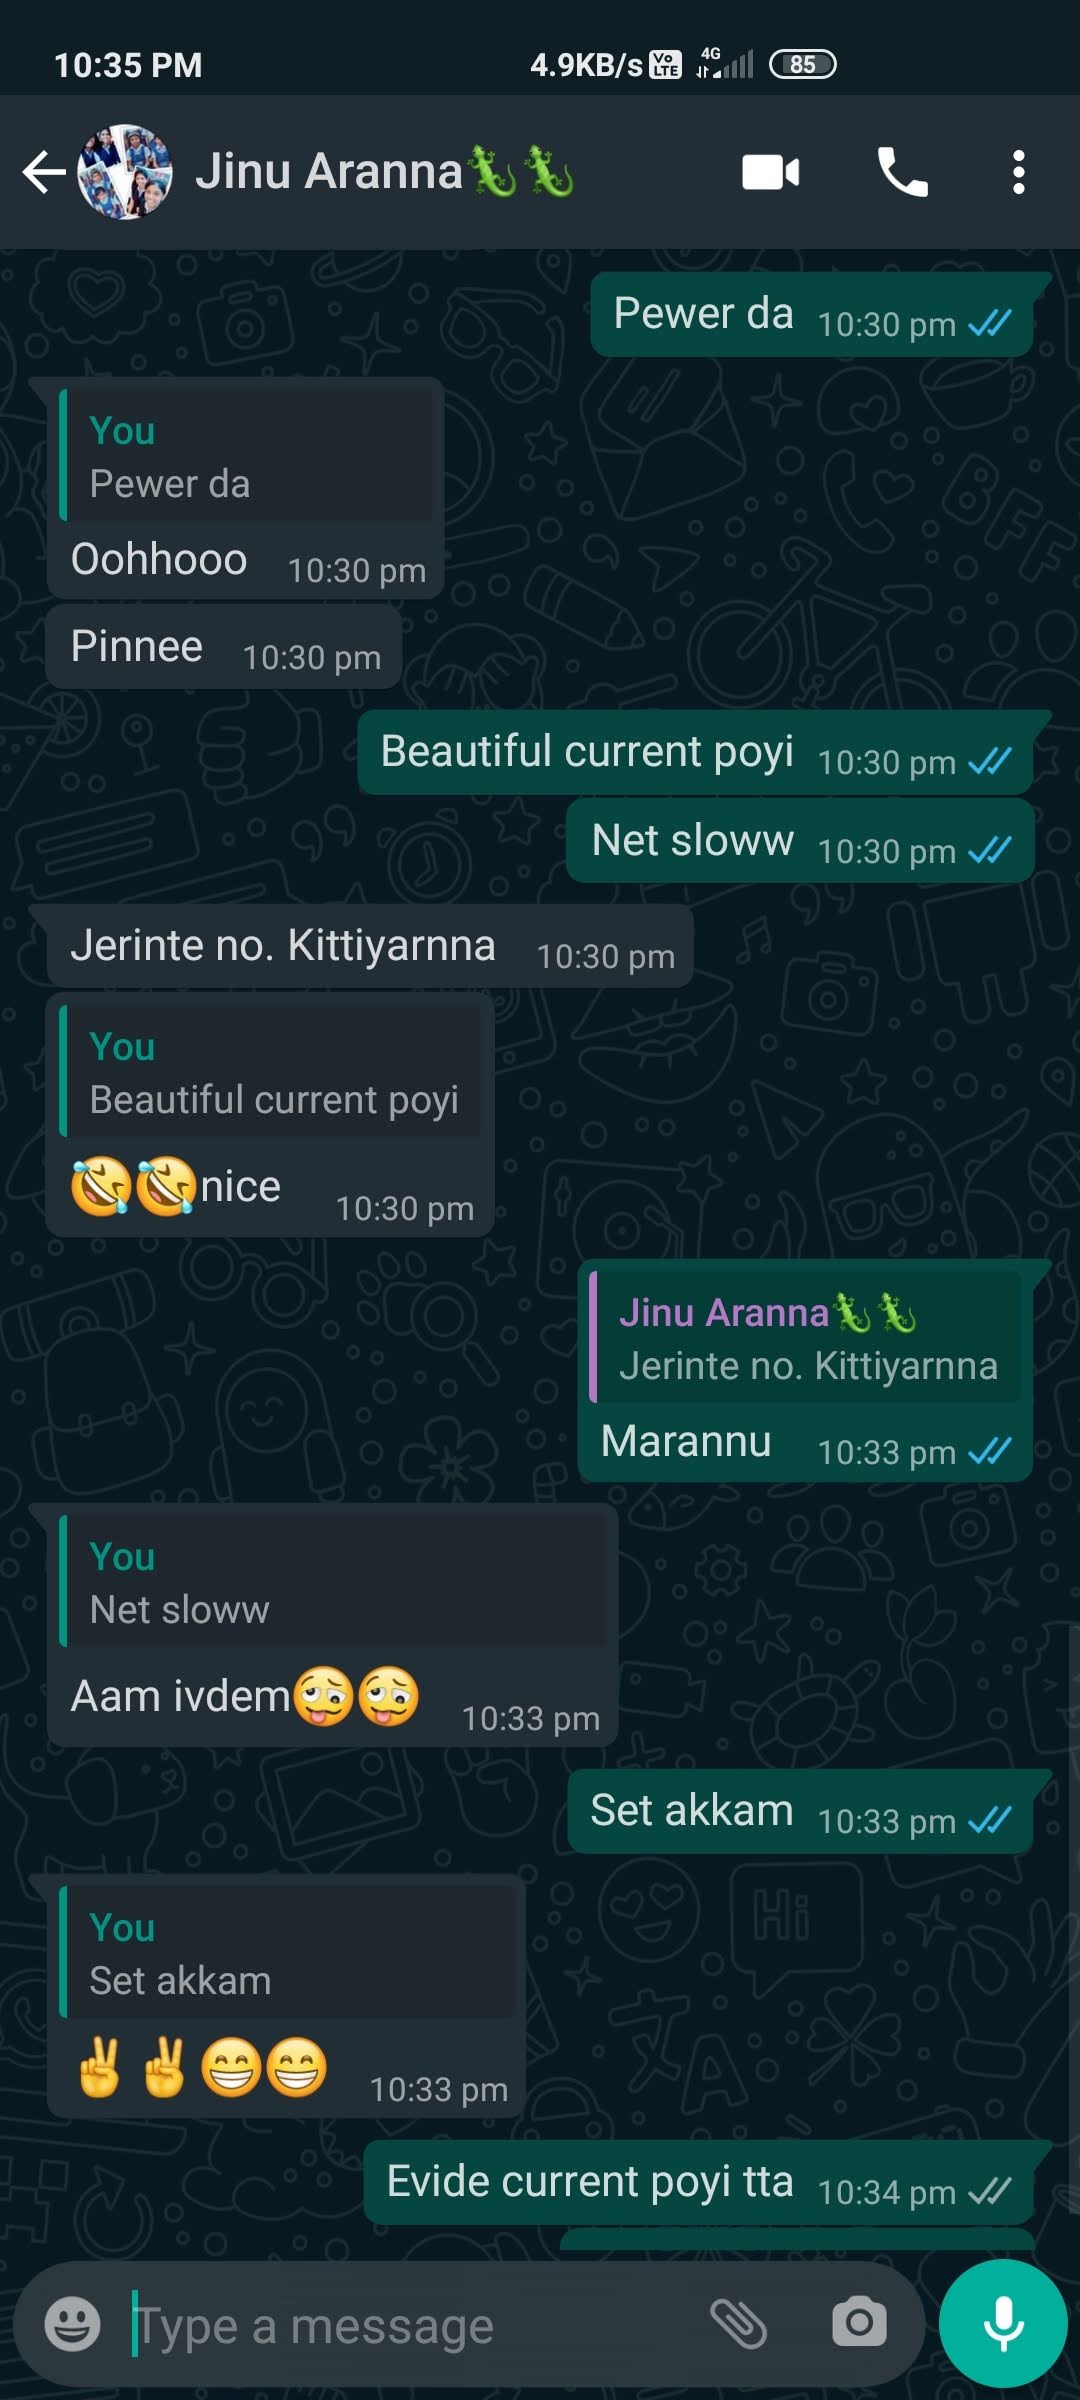 10:35 PM 4.9KB/s Vo LTE 4G 85
Jinu Aranna🦎🦎
Pewer da 10:30 pm
You
Pewer da
Oohhooo 10:30 pm
Pinnee 10:30 pm
Beautiful current poyi 10:30 pm
Net sloww 10:30 pm
Jerinte no. Kittiyarnna 10:30 pm
You
Beautiful current poyi
🤣🤣nice 10:30 pm
Jinu Aranna🦎🦎
Jerinte no. Kittiyarnna
Marannu 10:33 pm
You
Net sloww
Aam ivdem🥴🥴 10:33 pm
Set akkam 10:33 pm
You
Set akkam
✌️✌️😁😁 10:33 pm
Evide current poyi tta 10:34 pm
Type a message